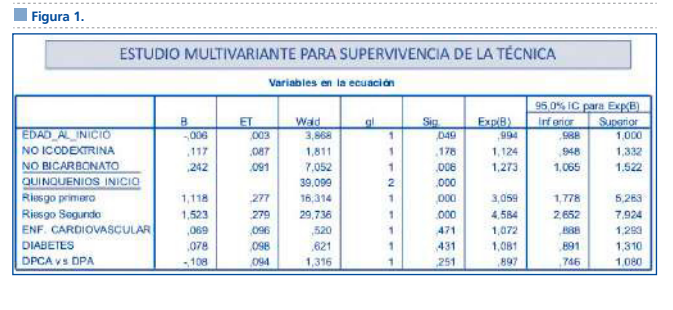 Figura 1.
ESTUDIO MULTIVARIANTE PARA SUPERVIVENCIA DE LA TÉCNICA
Variables en la ecuación
95,0% IC para Exp(B)
B ET Wald gl Sig. Exp(B) Inferior Superior
EDAD_AL_INICIO -,006 ,003 3,868 1 ,049 ,994 ,988 1,000
NO ICODEXTRINA ,117 ,087 1,811 1 ,178 1,124 ,948 1,332
NO BICARBONATO ,242 ,091 7,052 1 ,008 1,273 1,065 1,522
QUINQUENIOS INICIO 39,099 2 ,000
Riesgo primero 1,118 ,277 16,314 1 ,000 3,059 1,778 5,263
Riesgo Segundo 1,523 ,279 29,736 1 ,000 4,584 2,652 7,924
ENF. CARDIOVASCULAR ,069 ,096 ,520 1 ,471 1,072 ,888 1,293
DIABETES ,078 ,098 ,621 1 ,431 1,081 ,891 1,310
DPCA vs DPA -,108 ,094 1,316 1 ,251 ,897 ,746 1,080